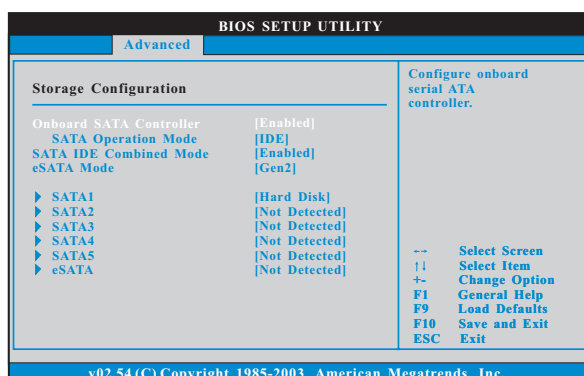 BIOS SETUP UTILITY
Advanced
Storage Configuration
Onboard SATA Controller [Enabled]
SATA Operation Mode [IDE]
SATA IDE Combined Mode [Enabled]
eSATA Mode [Gen2]
SATA1 [Hard Disk]
SATA2 [Not Detected]
SATA3 [Not Detected]
SATA4 [Not Detected]
SATA5 [Not Detected]
eSATA [Not Detected]
Configure onboard
serial ATA
controller.
←→ Select Screen
↑↓ Select Item
+- Change Option
F1 General Help
F9 Load Defaults
F10 Save and Exit
ESC Exit
v02.54 (C) Copyright 1985-2003, American Megatrends, Inc.